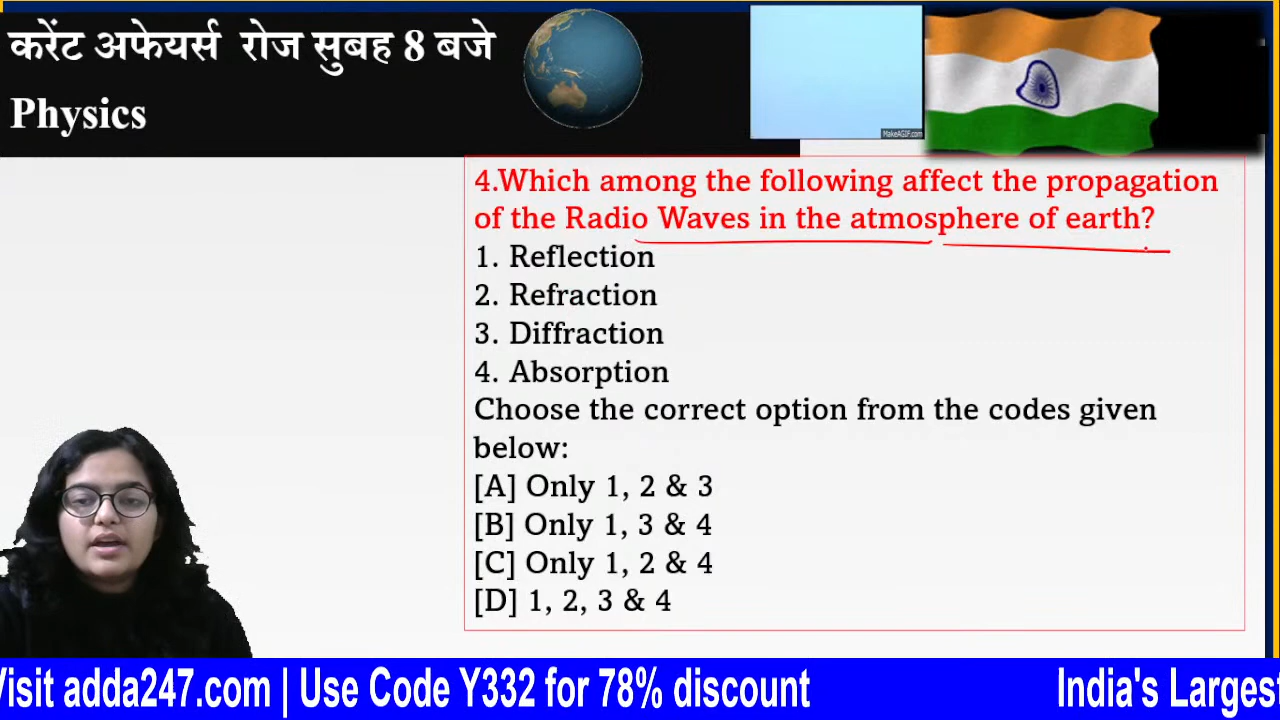 करेंट अफेयर्स रोज सुबह 8 बजे
Physics
MakeAGIF.com
4.Which among the following affect the propagation
of the Radio Waves in the atmosphere of earth?
1. Reflection
2. Refraction
3. Diffraction
4. Absorption
Choose the correct option from the codes given
below:
[A] Only 1, 2 & 3
[B] Only 1, 3 & 4
[C] Only 1, 2 & 4
[D] 1, 2, 3 & 4
Visit adda247.com | Use Code Y332 for 78% discount
India's Largest